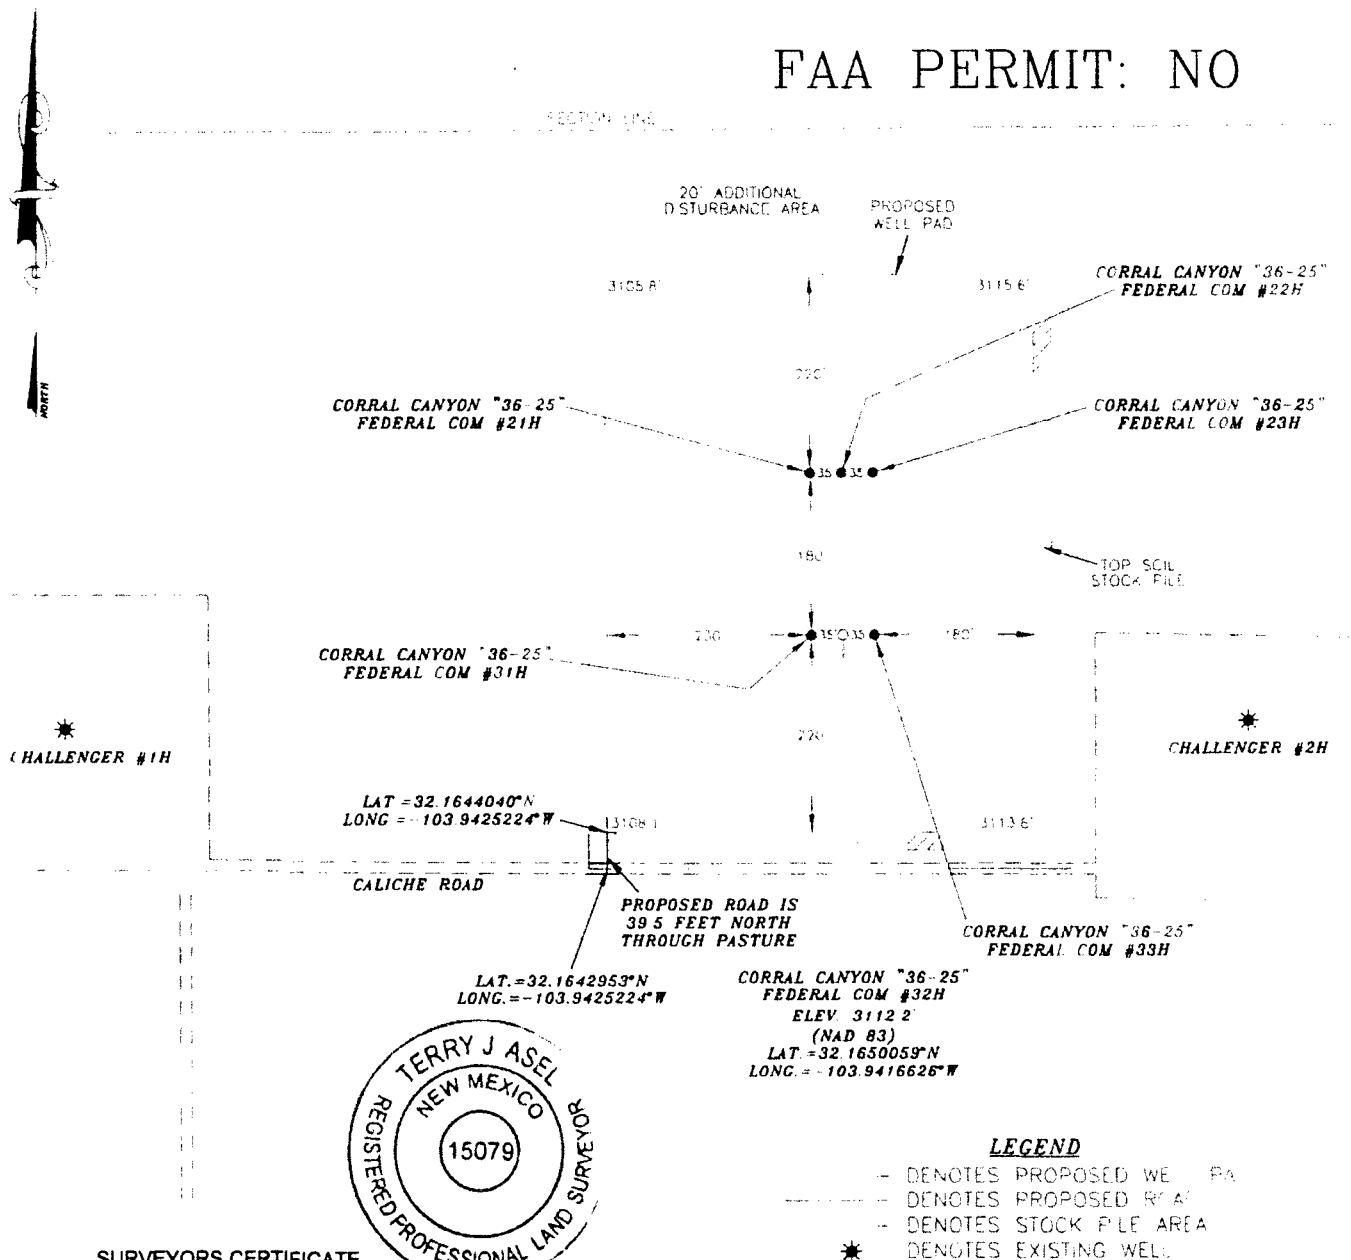 FAA PERMIT: NO
SECTION LINE
20' ADDITIONAL
DISTURBANCE AREA
PROPOSED
WELL PAD
3105.8'
3115.6'
CORRAL CANYON "36-25"
FEDERAL COM #22H
NORTH
CORRAL CANYON "36-25"
FEDERAL COM #21H
CORRAL CANYON "36-25"
FEDERAL COM #23H
35 35
180
TOP SOIL
STOCK PILE
35' 35
180'
CORRAL CANYON "36-25"
FEDERAL COM #31H
CHALLENGER #1H
CHALLENGER #2H
LAT =32.1644040°N
LONG =-103.9425224°W
3108.1
3113.6'
CALICHE ROAD
PROPOSED ROAD IS
39 5 FEET NORTH
THROUGH PASTURE
CORRAL CANYON "36-25"
FEDERAL COM #33H
LAT.=32.1642953°N
LONG.=-103.9425224°W
CORRAL CANYON "36-25"
FEDERAL COM #32H
ELEV. 3112 2'
(NAD 83)
LAT.=32.1650059°N
LONG.=-103.9416626°W
TERRY J ASEL
NEW MEXICO
15079
REGISTERED PROFESSIONAL LAND SURVEYOR
LEGEND
DENOTES PROPOSED WE PA
DENOTES PROPOSED
DENOTES STOCK PILE AREA
DENOTES EXISTING WELL
SURVEYORS CERTIFICATE